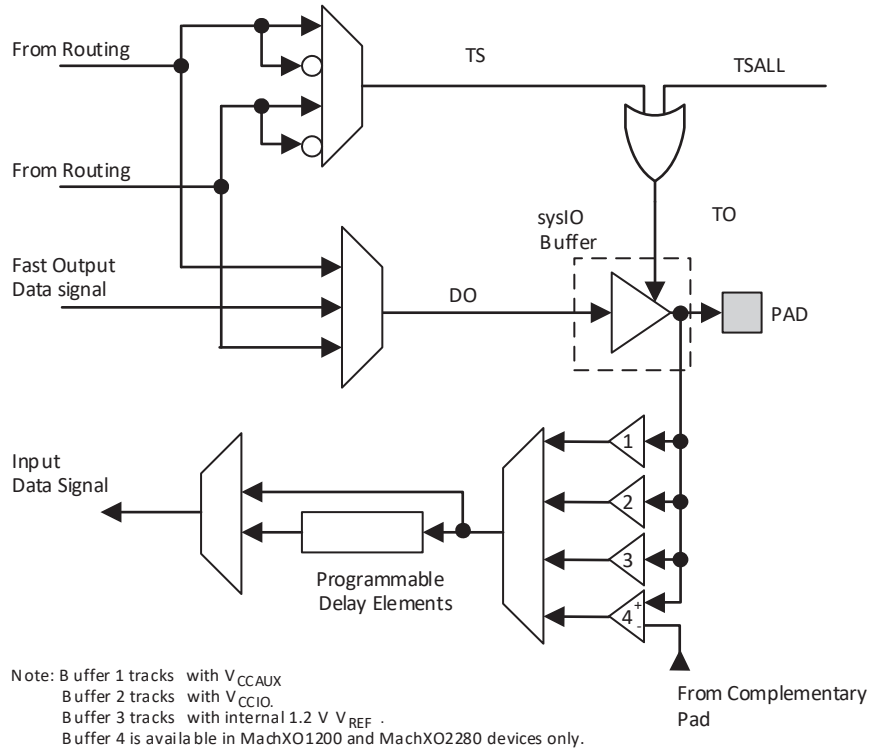 From Routing
TS
TSALL
From Routing
TO
sysIO
Buffer
Fast Output
Data signal
DO
PAD
1
Input
Data Signal
2
3
Programmable
Delay Elements
4
+
-
From Complementary
Pad
Note: Buffer 1 tracks with VCCAUX
Buffer 2 tracks with VCCIO.
Buffer 3 tracks with internal 1.2 V VREF .
Buffer 4 is available in MachXO1200 and MachXO2280 devices only.